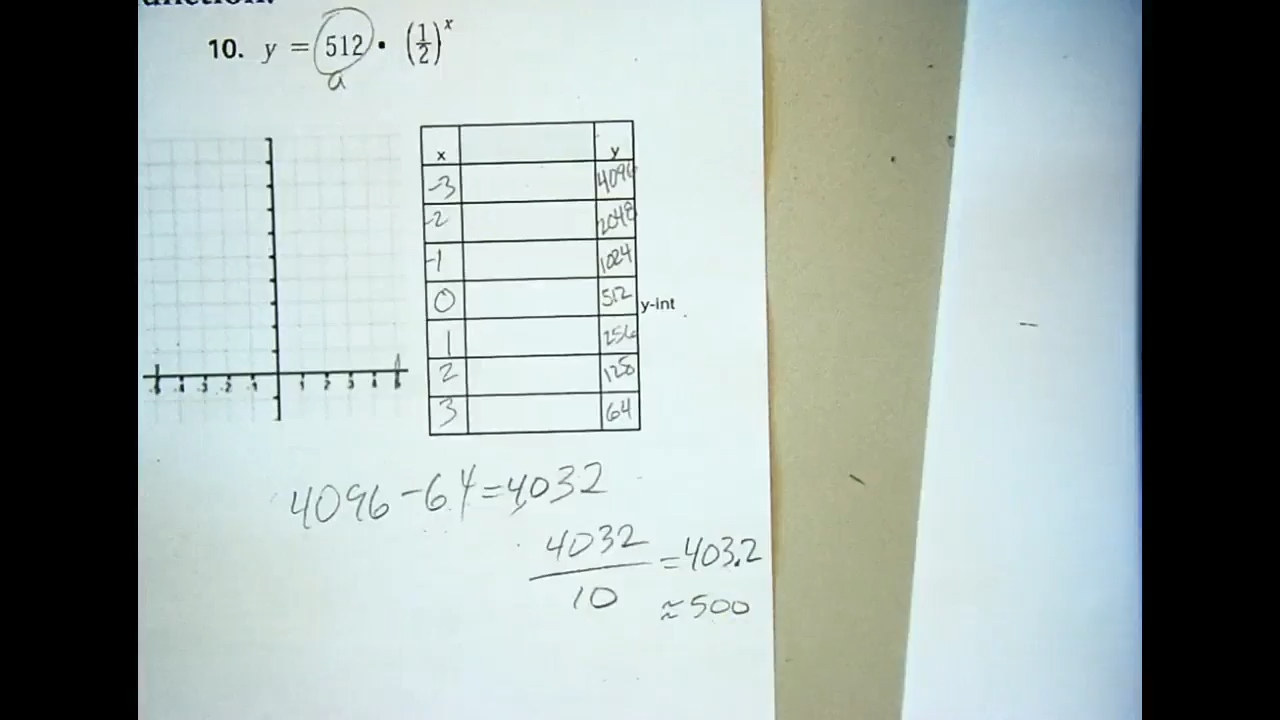 10. y = 512 • (1/2)^x
a
x y
-3 4096
-2 2048
-1 1024
0 512 y-int
1 256
2 128
3 64
-5 -4 -3 -2 -1 1 2 3 4 5
4096 - 64 = 4032
4032/10 = 403.2
≈ 500